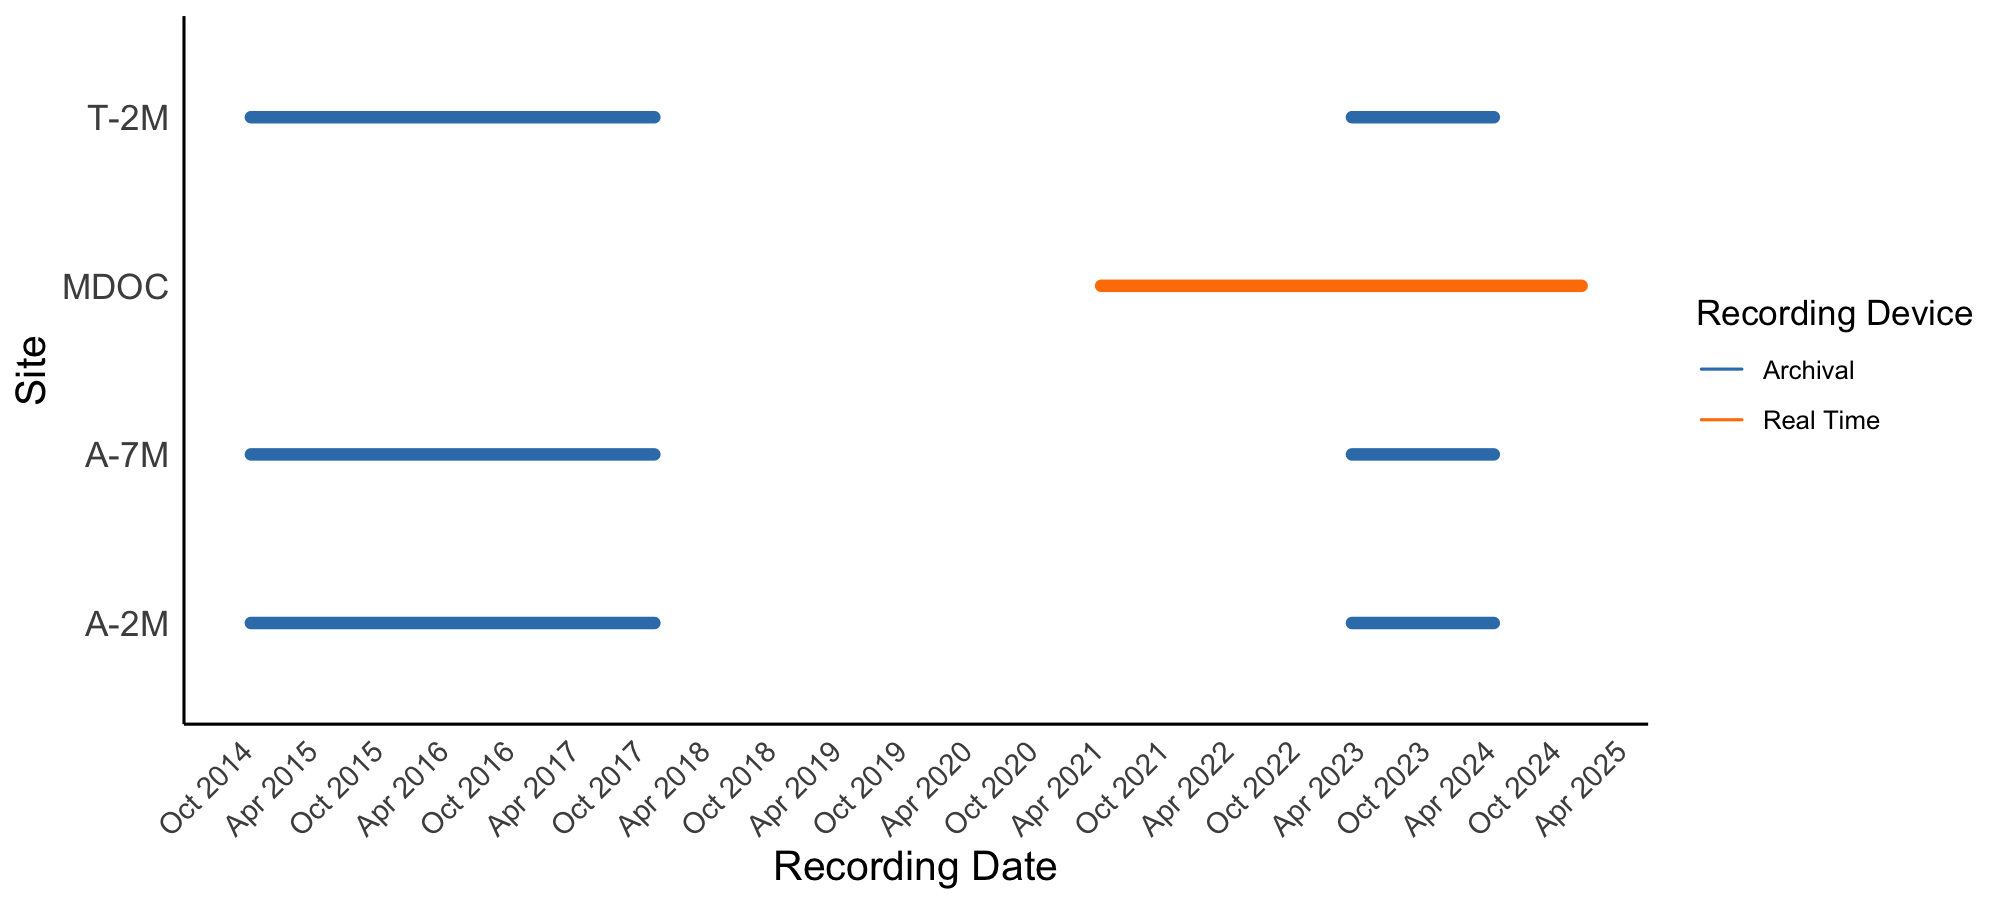 T-2M
MDOC
A-7M
A-2M
Site
Oct 2014
Apr 2015
Oct 2015
Apr 2016
Oct 2016
Apr 2017
Oct 2017
Apr 2018
Oct 2018
Apr 2019
Oct 2019
Apr 2020
Oct 2020
Apr 2021
Oct 2021
Apr 2022
Oct 2022
Apr 2023
Oct 2023
Apr 2024
Oct 2024
Apr 2025
Recording Date
Recording Device
Archival
Real Time